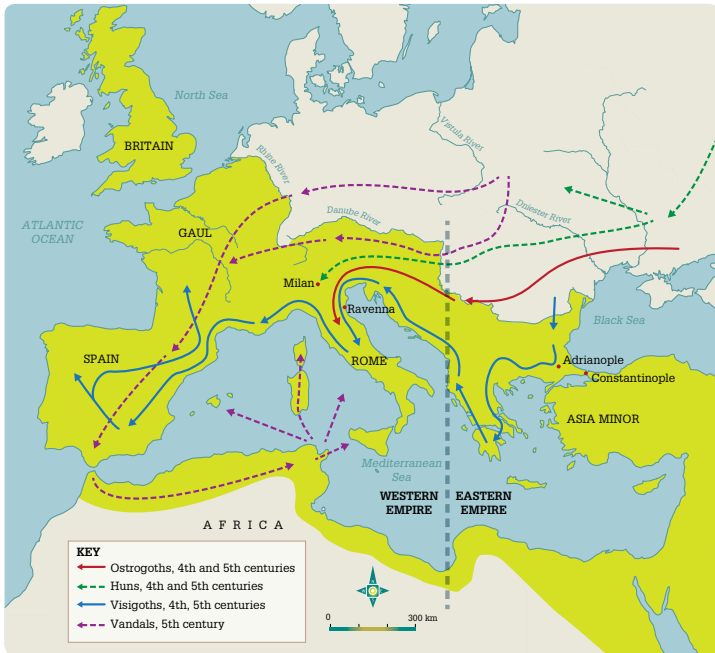 North Sea
BRITAIN
Vistula River
Rhine River
Dniester River
Danube River
ATLANTIC
OCEAN
GAUL
Milan
Ravenna
Black Sea
SPAIN
ROME
Adrianople
Constantinople
ASIA MINOR
Mediterranean
Sea
WESTERN
EMPIRE
EASTERN
EMPIRE
AFRICA
KEY
Ostrogoths, 4th and 5th centuries
Huns, 4th and 5th centuries
Visigoths, 4th, 5th centuries
Vandals, 5th century
0 300 km